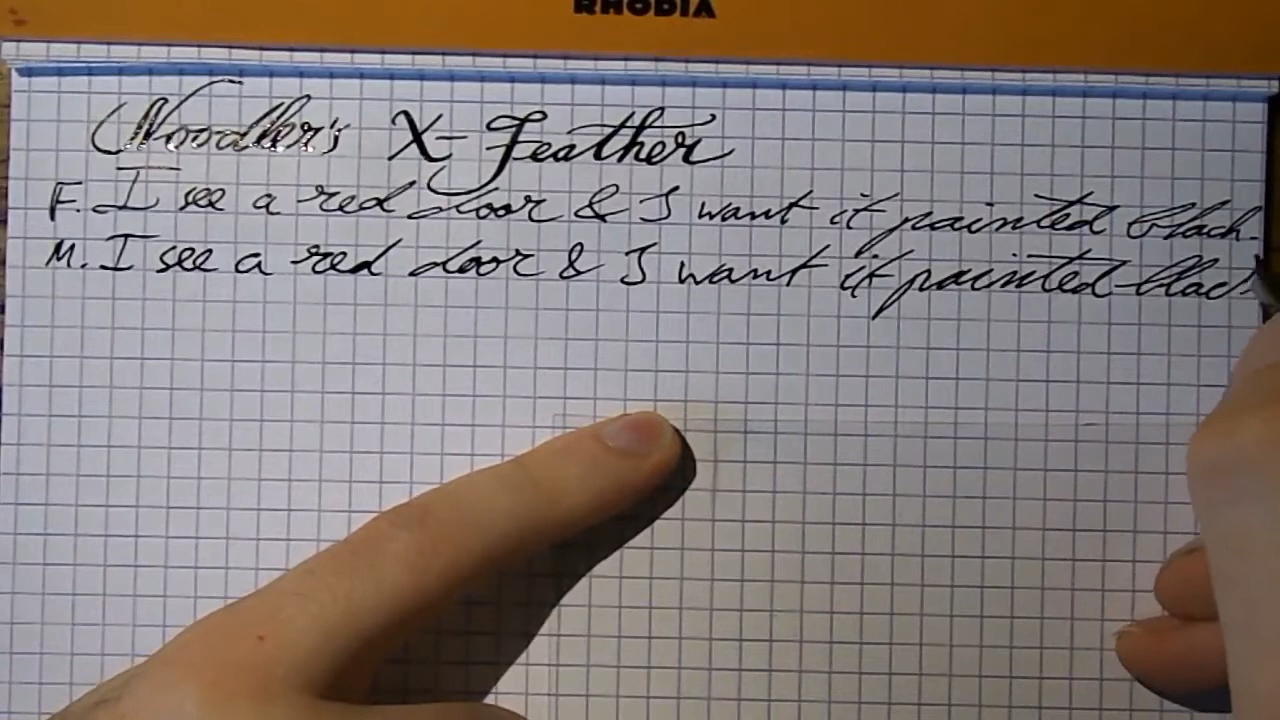 RHODIA
Noodler's X-Feather
F. I see a red door & I want it painted black.
M. I see a red door & I want it painted black